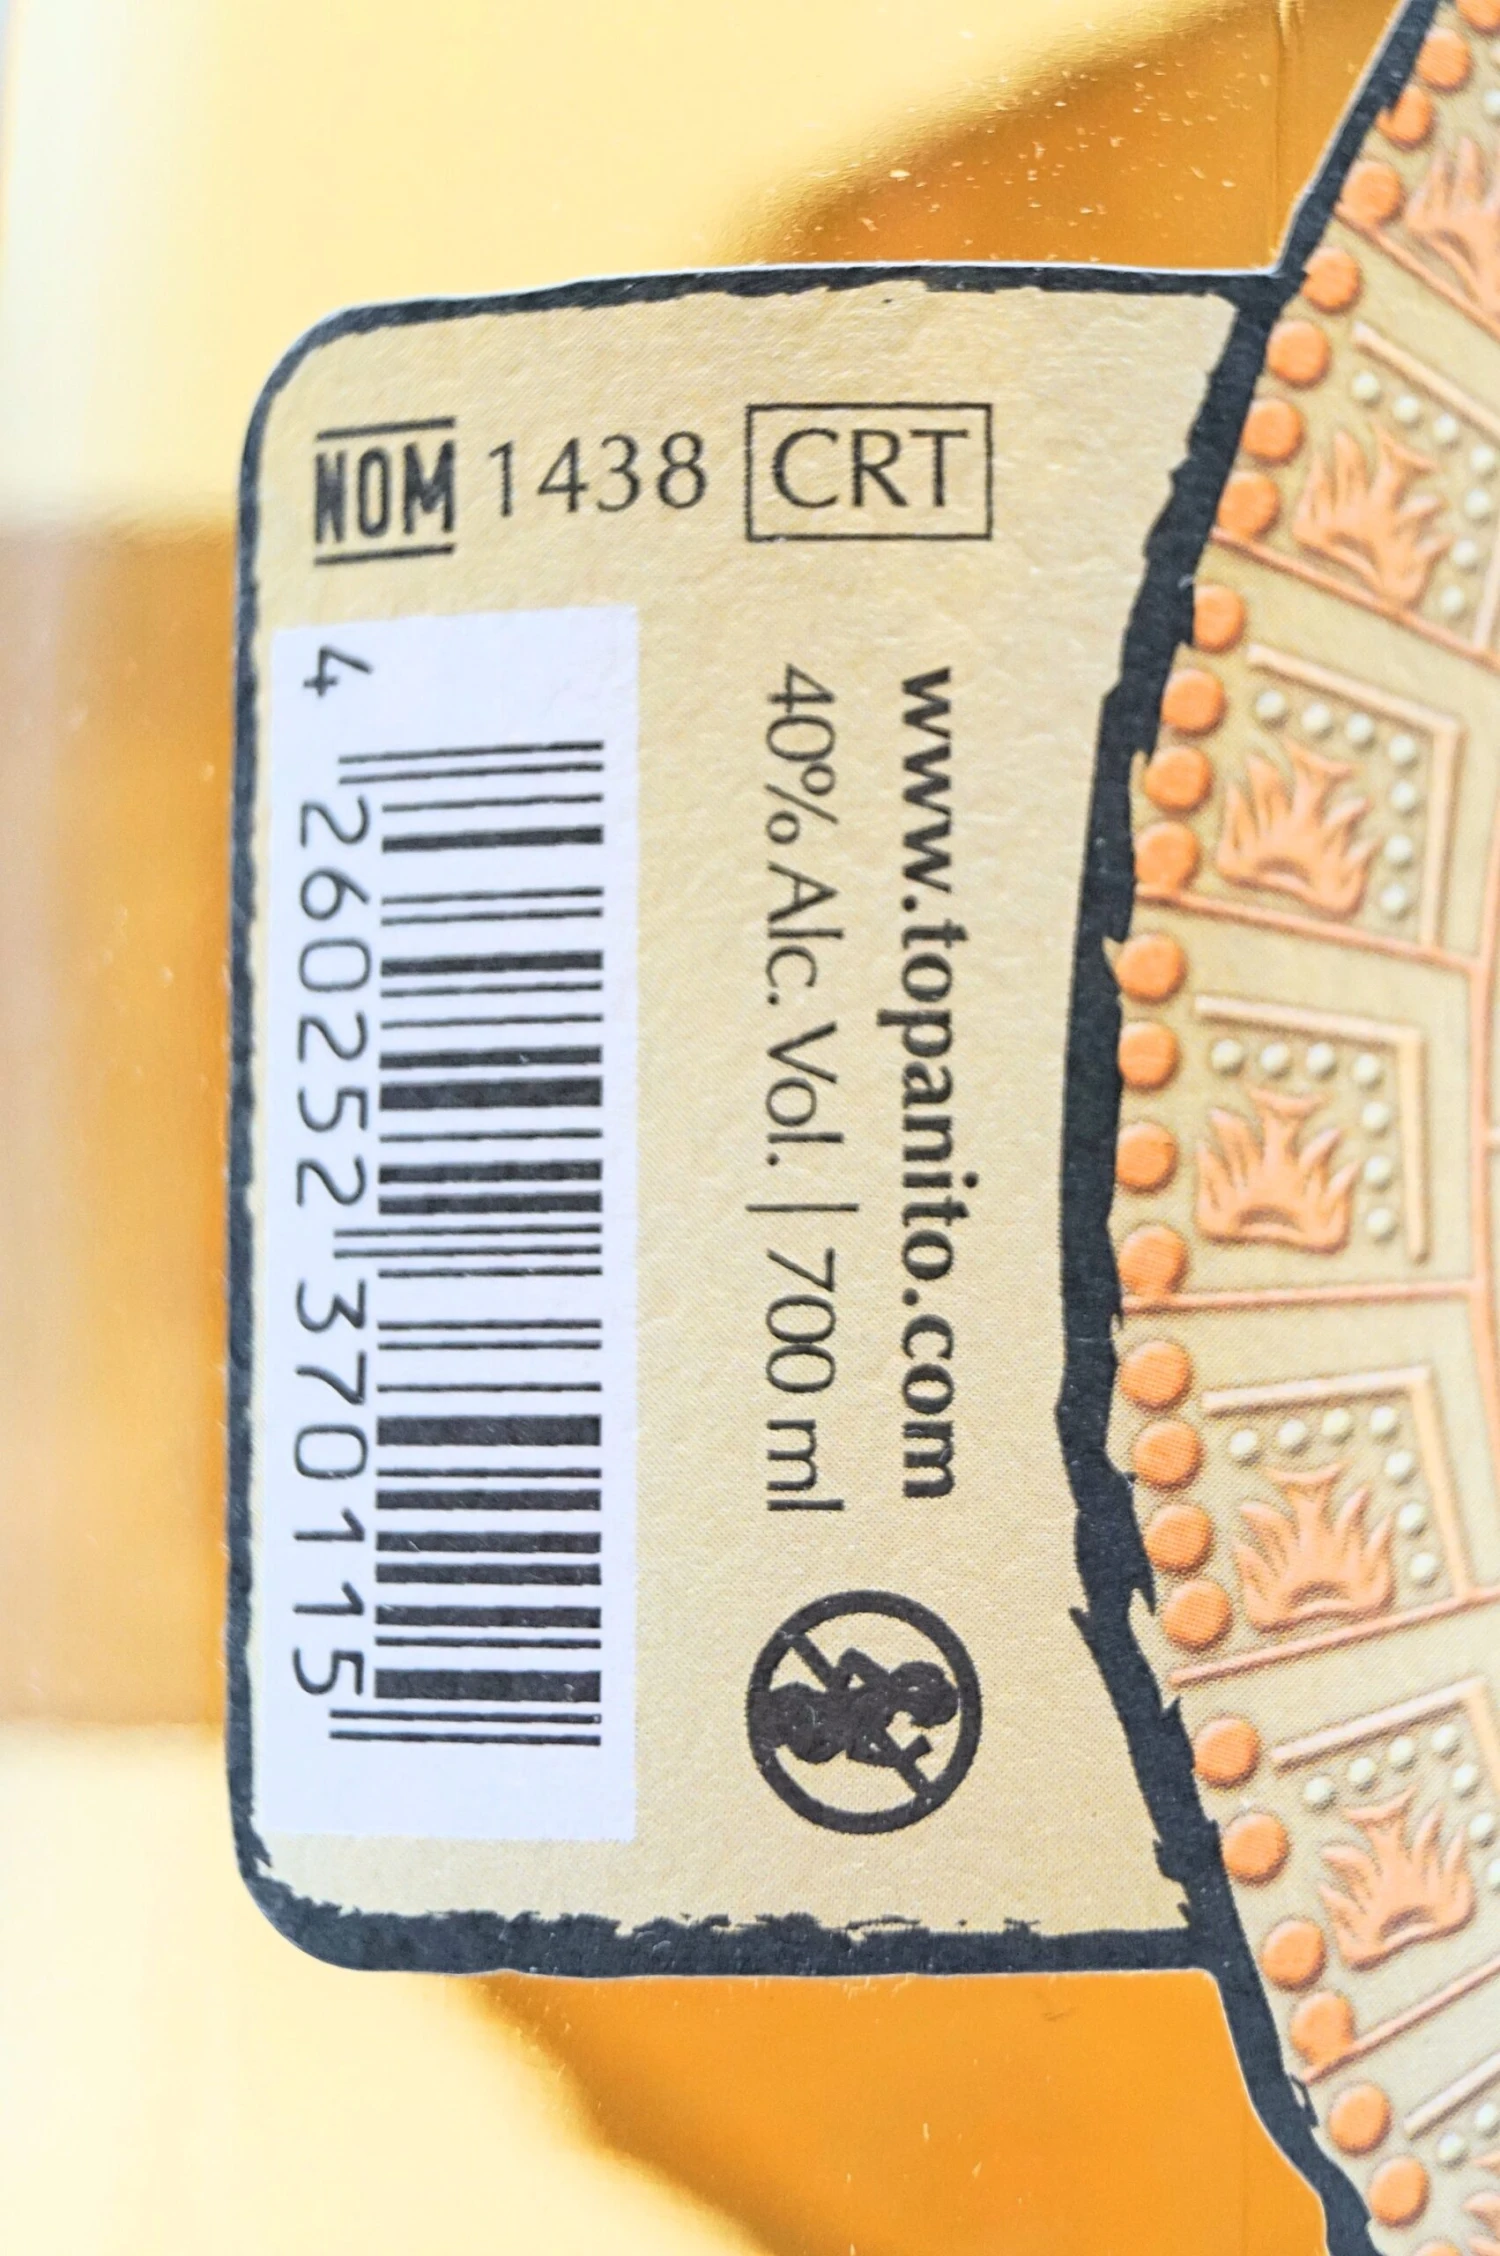 NOM 1438 CRT
www.topanito.com
40% Alc. Vol. | 700 ml
4 260252 370115